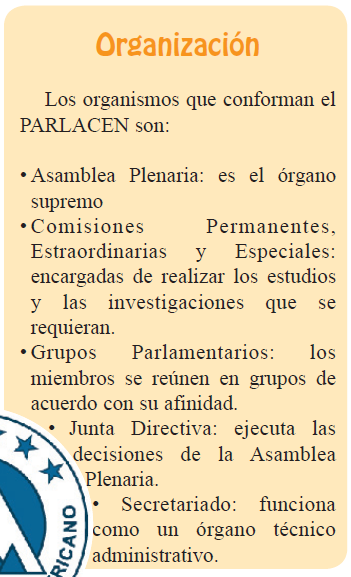 Organización
Los organismos que conforman el
PARLACEN son:
• Asamblea Plenaria: es el órgano
supremo
• Comisiones Permanentes,
Estraordinarias y Especiales:
encargadas de realizar los estudios
y las investigaciones que se
requieran.
• Grupos Parlamentarios: los
miembros se reúnen en grupos de
acuerdo con su afinidad.
• Junta Directiva: ejecuta las
decisiones de la Asamblea
Plenaria.
• Secretariado: funciona
como un órgano técnico
administrativo.
RICANO